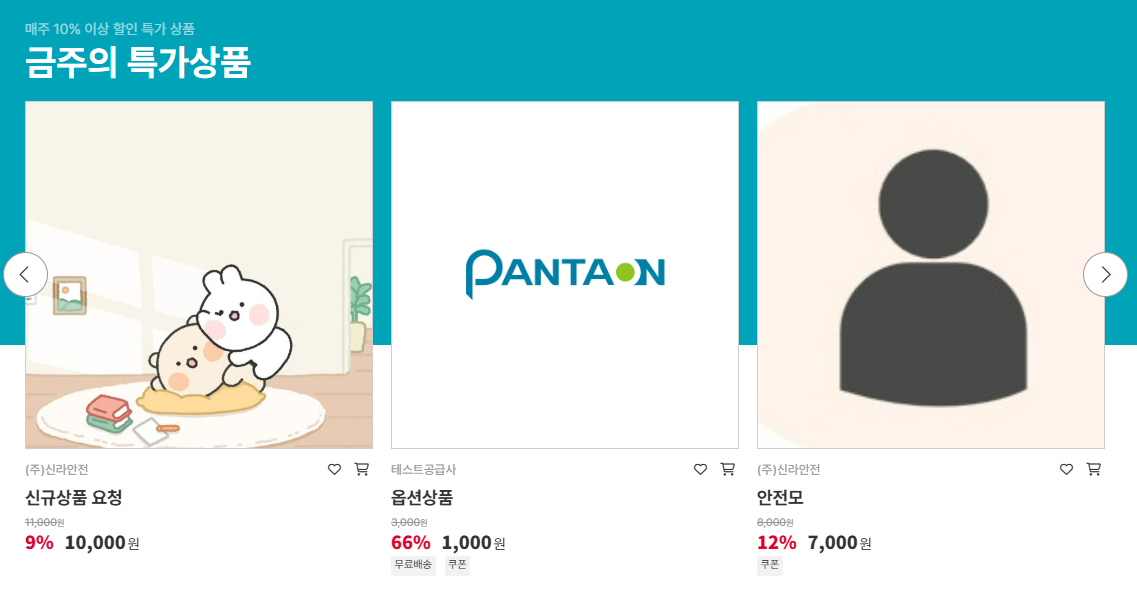 매주 10% 이상 할인 특가 상품
금주의 특가상품
PANTAON
(주)신라안전
신규상품 요청
11,000원
9% 10,000원
테스트공급사
옵션상품
3,000원
66% 1,000원
무료배송 쿠폰
(주)신라안전
안전모
8,000원
12% 7,000원
쿠폰